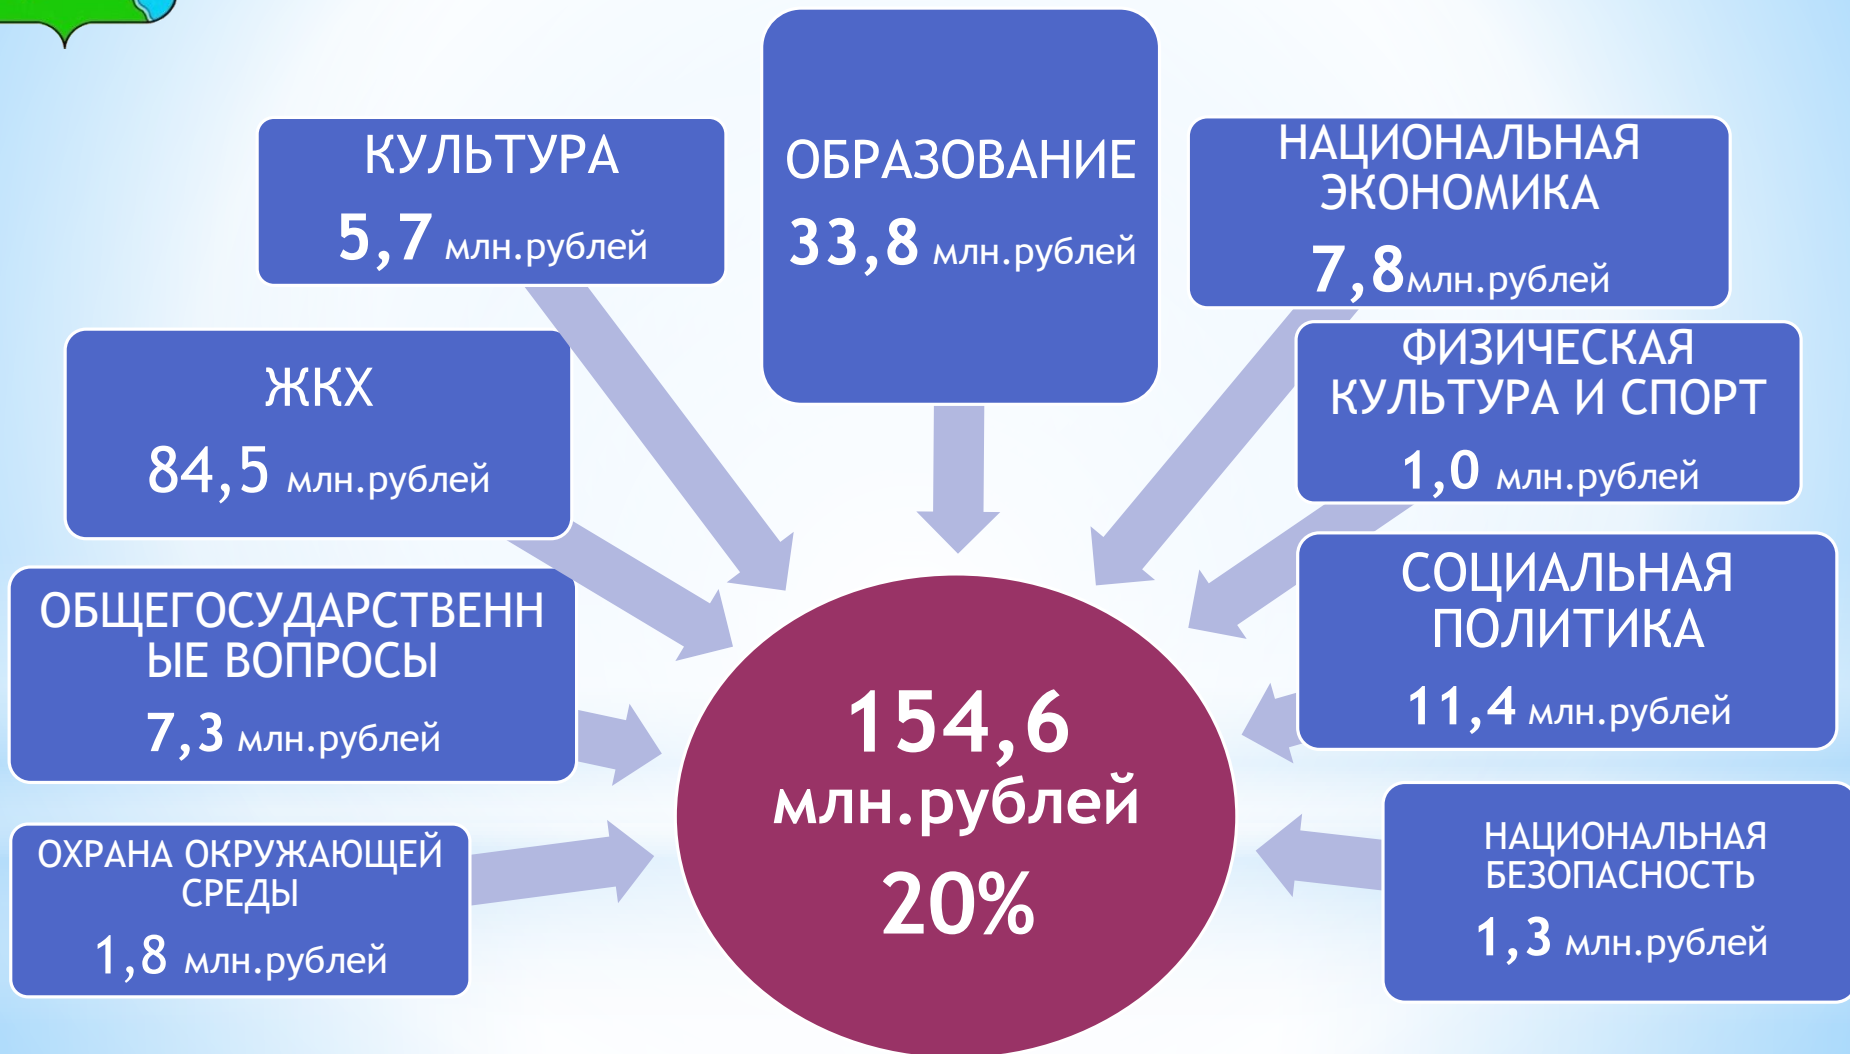 КУЛЬТУРА
5,7 млн.рублей
ОБРАЗОВАНИЕ
33,8 млн.рублей
НАЦИОНАЛЬНАЯ
ЭКОНОМИКА
7,8млн.рублей
ЖКХ
84,5 млн.рублей
ФИЗИЧЕСКАЯ
КУЛЬТУРА И СПОРТ
1,0 млн.рублей
ОБЩЕГОСУДАРСТВЕНН
ЫЕ ВОПРОСЫ
7,3 млн.рублей
СОЦИАЛЬНАЯ
ПОЛИТИКА
11,4 млн.рублей
ОХРАНА ОКРУЖАЮЩЕЙ
СРЕДЫ
1,8 млн.рублей
154,6
млн.рублей
20%
НАЦИОНАЛЬНАЯ
БЕЗОПАСНОСТЬ
1,3 млн.рублей